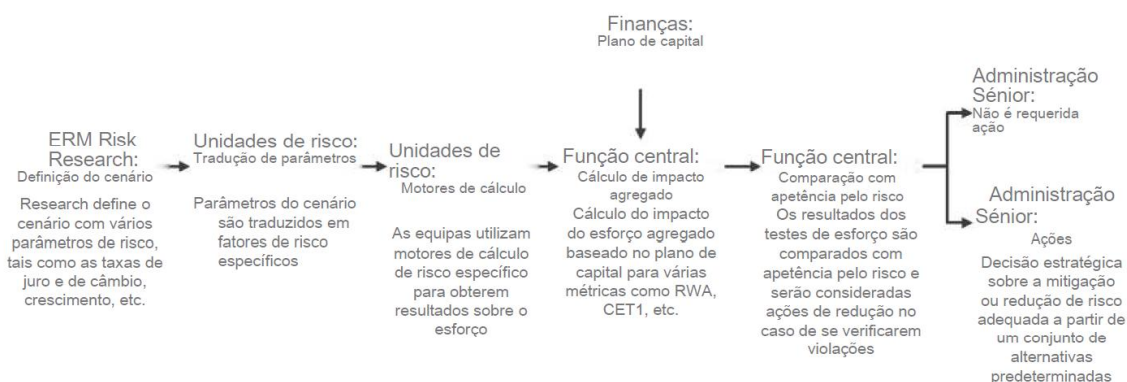 Finanças:
Plano de capital
ERM Risk
Research:
Definição do cenário
Research define o
cenário com vários
parâmetros de risco,
tais como as taxas de
juro e de câmbio,
crescimento, etc.
Unidades de risco:
Tradução de parâmetros
Parâmetros do cenário
são traduzidos em
fatores de risco
específicos
Unidades de
risco:
Motores de cálculo
As equipas utilizam
motores de cálculo
de risco específico
para obterem
resultados sobre o
esforço
Função central:
Cálculo de impacto
agregado
Cálculo do impacto
do esforço agregado
baseado no plano de
capital para várias
métricas como RWA,
CET1, etc.
Função central:
Comparação com
apetência pelo risco
Os resultados dos
testes de esforço são
comparados com
apetência pelo risco e
serão consideradas
ações de redução no
caso de se verificarem
violações
Administração
Sénior:
Não é requerida
ação
Administração
Sénior:
Ações
Decisão estratégica
sobre a mitigação
ou redução de risco
adequada a partir de
um conjunto de
alternativas
predeterminadas